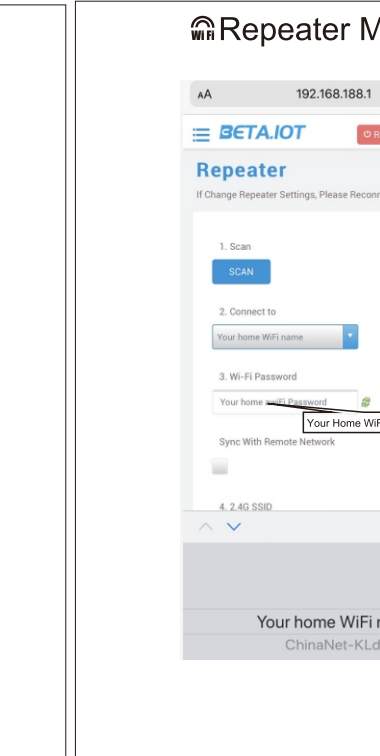 WiFi Repeater M
AA 192.168.188.1
BETA.IOT
Repeater
If Change Repeater Settings, Please Reconn
1. Scan
SCAN
2. Connect to
Your home WiFi name
3. Wi-Fi Password
Your home Password
Your Home WiF
Sync With Remote Network
4. 2.4G SSID
Your home WiFi
ChinaNet-KLd